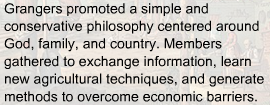 Grangers promoted a simple and
conservative philosophy centered around
God, family, and country. Members
gathered to exchange information, learn
new agricultural techniques, and generate
methods to overcome economic barriers.